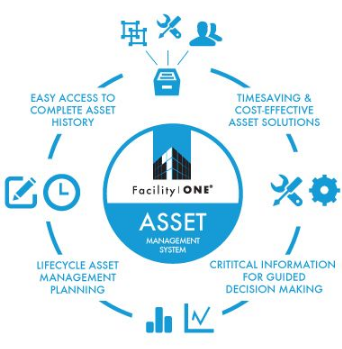 EASY ACCESS TO
COMPLETE ASSET
HISTORY
TIMESAVING &
COST-EFFECTIVE
ASSET SOLUTIONS
Facility|ONE®
ASSET
MANAGEMENT
SYSTEM
LIFECYCLE ASSET
MANAGEMENT
PLANNING
CRITITCAL INFORMATION
FOR GUIDED
DECISION MAKING